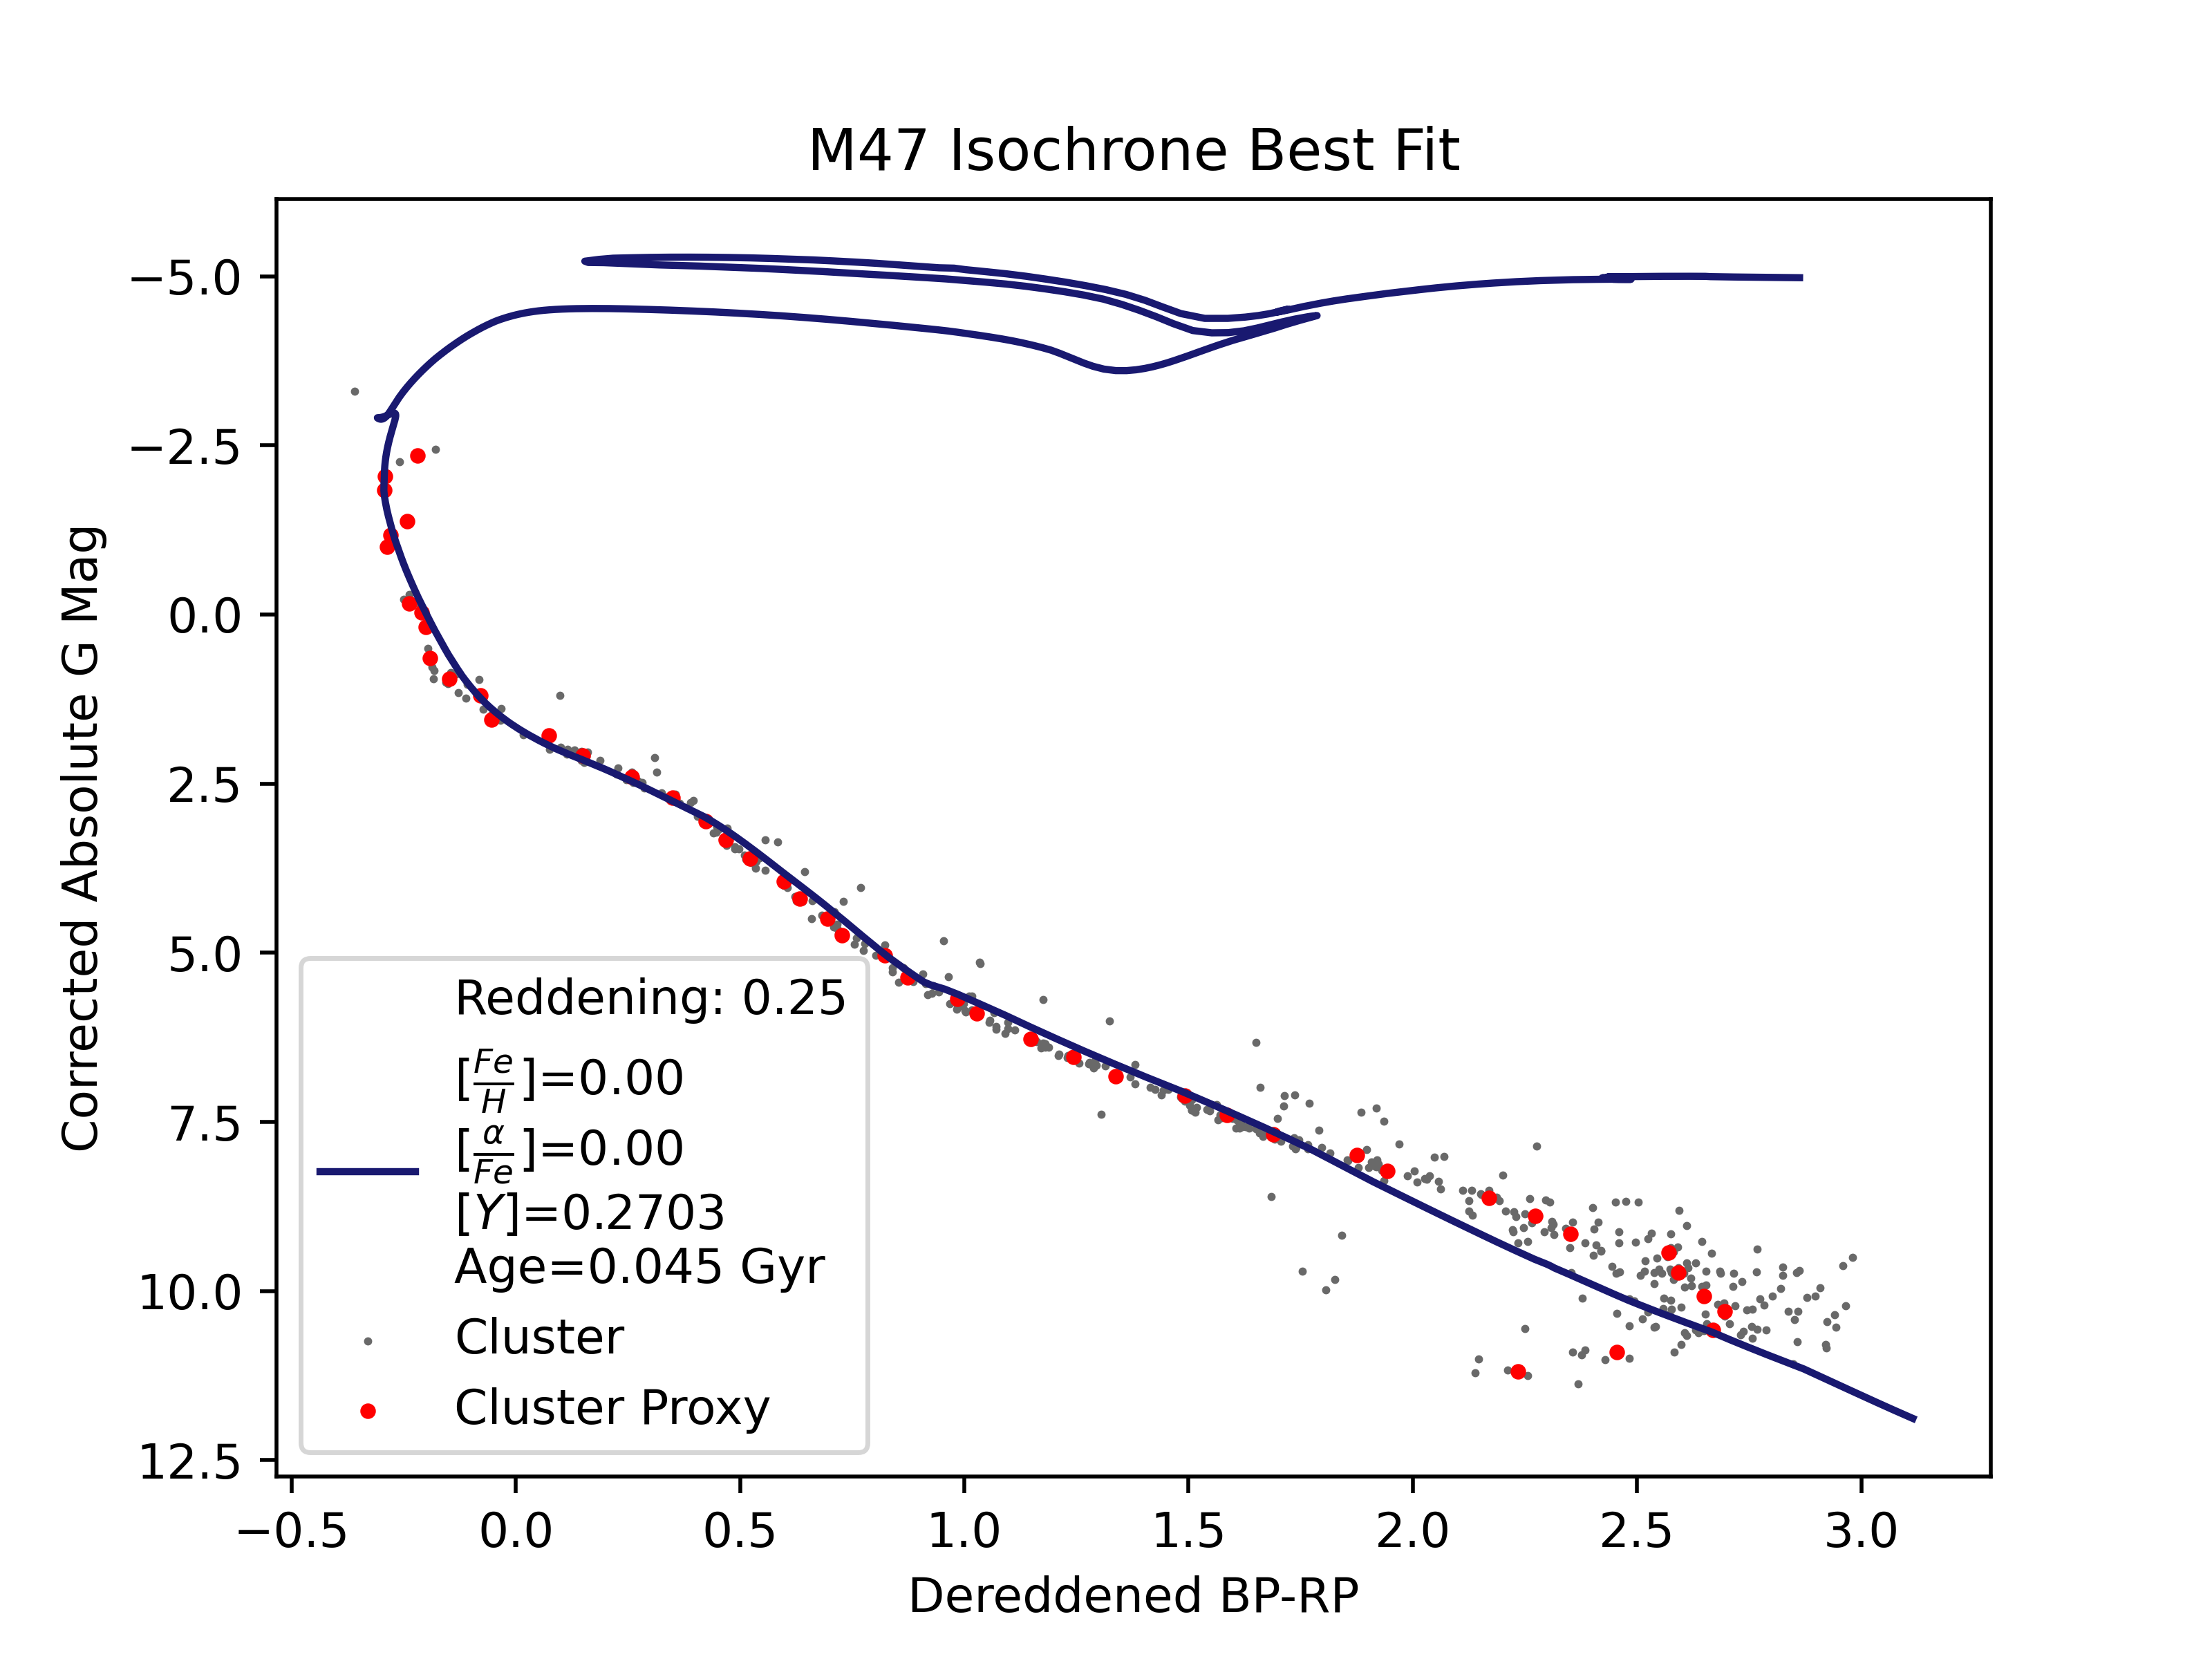 M47 Isochrone Best Fit
Corrected Absolute G Mag
−5.0
−2.5
0.0
2.5
5.0
7.5
10.0
12.5
Reddening: 0.25
[Fe/H]=0.00
[α/Fe]=0.00
[Y]=0.2703
Age=0.045 Gyr
Cluster
Cluster Proxy
−0.5 0.0 0.5 1.0 1.5 2.0 2.5 3.0
Dereddened BP-RP